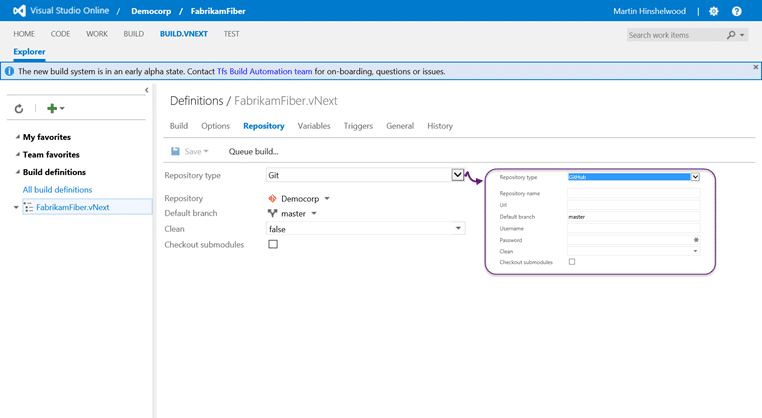 Visual Studio Online / Democorp / FabrikamFiber Martin Hinshelwood
HOME CODE WORK BUILD BUILD.VNEXT TEST Search work items
Explorer
The new build system is in an early alpha state. Contact Tfs Build Automation team for on-boarding, questions or issues.
My favorites
Team favorites
Build definitions
All build definitions
FabrikamFiber.vNext
Definitions / FabrikamFiber.vNext
Build Options Repository Variables Triggers General History
Save Queue build...
Repository type Git
Repository Democorp
Default branch master
Clean false
Checkout submodules
Repository type GitHub
Repository name
Url
Default branch master
Username
Password
Clean
Checkout submodules